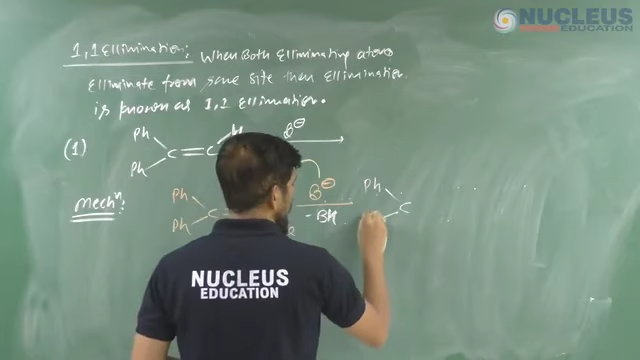 NUCLEUS
EDUCATION
1,1 Ellimination; When Both Elliminating atoms
Elliminate from same site then Ellimination
is known as 1,1 Ellimination.
(1) Ph Ph C=C H B⊖
Mechⁿ: Ph Ph C B⊖ -BH Ph C
NUCLEUS
EDUCATION